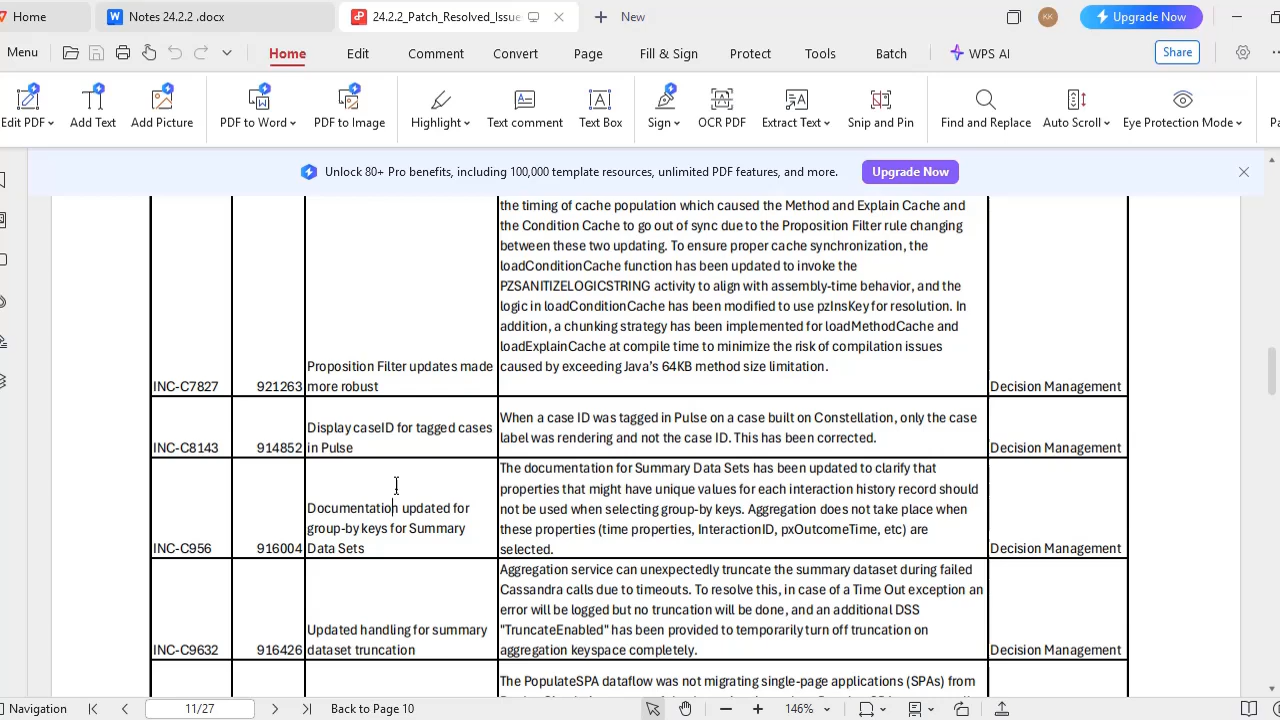 Home
Notes 24.2.2 .docx
24.2.2_Patch_Resolved_Issue
New
KK
Upgrade Now
Menu
Home
Edit
Comment
Convert
Page
Fill & Sign
Protect
Tools
Batch
WPS AI
Share
Edit PDF
Add Text
Add Picture
PDF to Word
PDF to Image
Highlight
Text comment
Text Box
Sign
OCR PDF
Extract Text
Snip and Pin
Find and Replace
Auto Scroll
Eye Protection Mode
Unlock 80+ Pro benefits, including 100,000 template resources, unlimited PDF features, and more.
Upgrade Now
the timing of cache population which caused the Method and Explain Cache and
the Condition Cache to go out of sync due to the Proposition Filter rule changing
between these two updating. To ensure proper cache synchronization, the
loadConditionCache function has been updated to invoke the
PZSANITIZELOGICSTRING activity to align with assembly-time behavior, and the
logic in loadConditionCache has been modified to use pzInsKey for resolution. In
addition, a chunking strategy has been implemented for loadMethodCache and
loadExplainCache at compile time to minimize the risk of compilation issues
caused by exceeding Java's 64KB method size limitation.
Proposition Filter updates made
more robust
INC-C7827
921263
Decision Management
When a case ID was tagged in Pulse on a case built on Constellation, only the case
label was rendering and not the case ID. This has been corrected.
Display caseID for tagged cases
in Pulse
INC-C8143
914852
Decision Management
The documentation for Summary Data Sets has been updated to clarify that
properties that might have unique values for each interaction history record should
not be used when selecting group-by keys. Aggregation does not take place when
these properties (time properties, InteractionID, pxOutcomeTime, etc) are
selected.
Documentation updated for
group-by keys for Summary
Data Sets
INC-C956
916004
Decision Management
Aggregation service can unexpectedly truncate the summary dataset during failed
Cassandra calls due to timeouts. To resolve this, in case of a Time Out exception an
error will be logged but no truncation will be done, and an additional DSS
"TruncateEnabled" has been provided to temporarily turn off truncation on
aggregation keyspace completely.
Updated handling for summary
dataset truncation
INC-C9632
916426
Decision Management
The PopulateSPA dataflow was not migrating single-page applications (SPAs) from
Navigation
11/27
Back to Page 10
146%